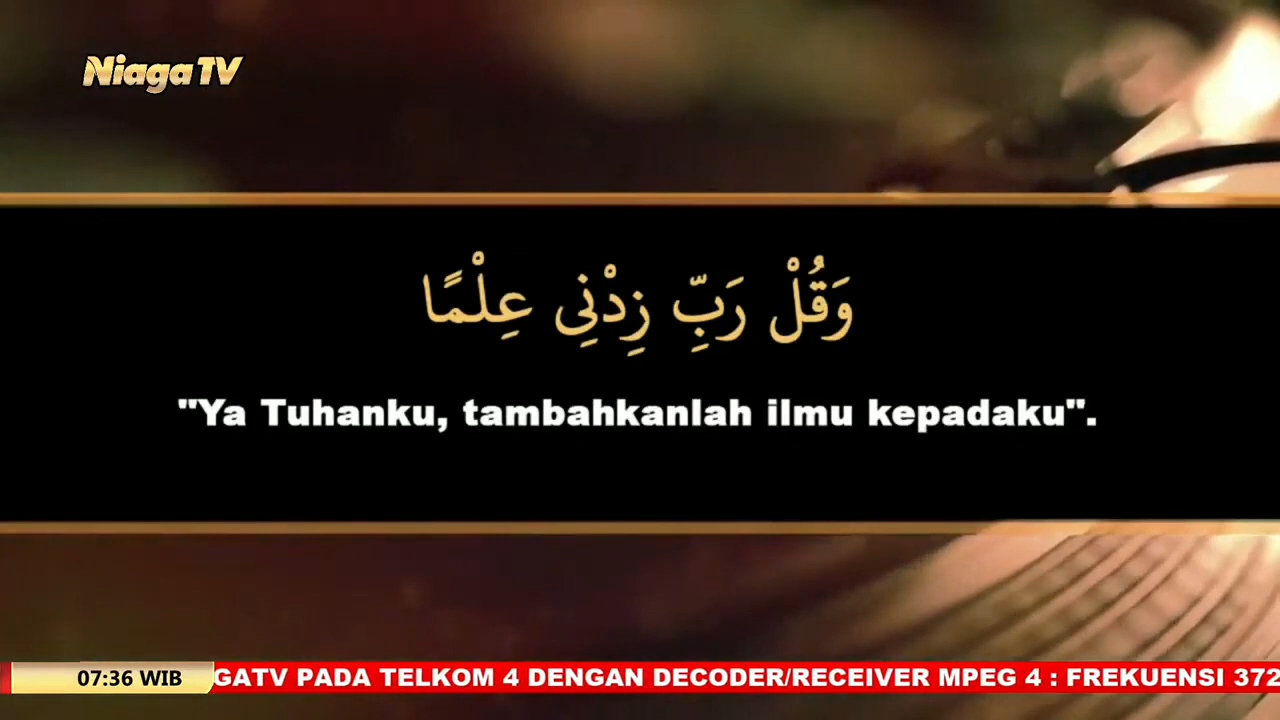 NiagaTV
وَقُلْ رَبِّ زِدْنِى عِلْمًا
"Ya Tuhanku, tambahkanlah ilmu kepadaku".
07:36 WIB
GATV PADA TELKOM 4 DENGAN DECODER/RECEIVER MPEG 4 : FREKUENSI 372